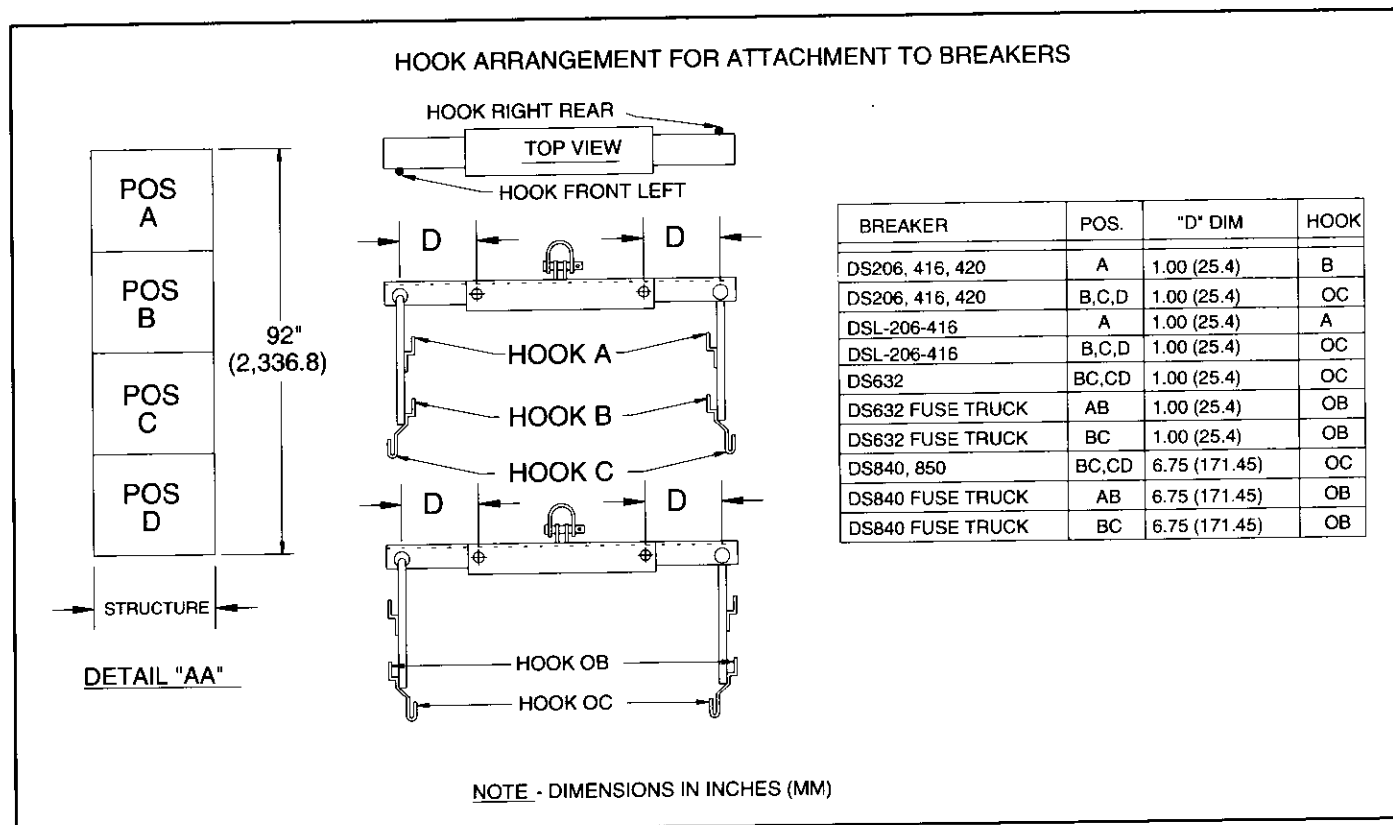 HOOK ARRANGEMENT FOR ATTACHMENT TO BREAKERS
HOOK RIGHT REAR
TOP VIEW
HOOK FRONT LEFT
POS
A
POS
B
POS
C
POS
D
92"
(2,336.8)
STRUCTURE
DETAIL "AA"
D
D
HOOK A
HOOK B
HOOK C
D
D
HOOK OB
HOOK OC
BREAKER POS. "D" DIM HOOK
DS206, 416, 420 A 1.00 (25.4) B
DS206, 416, 420 B,C,D 1.00 (25.4) OC
DSL-206-416 A 1.00 (25.4) A
DSL-206-416 B,C,D 1.00 (25.4) OC
DS632 BC,CD 1.00 (25.4) OC
DS632 FUSE TRUCK AB 1.00 (25.4) OB
DS632 FUSE TRUCK BC 1.00 (25.4) OB
DS840, 850 BC,CD 6.75 (171.45) OC
DS840 FUSE TRUCK AB 6.75 (171.45) OB
DS840 FUSE TRUCK BC 6.75 (171.45) OB
NOTE - DIMENSIONS IN INCHES (MM)